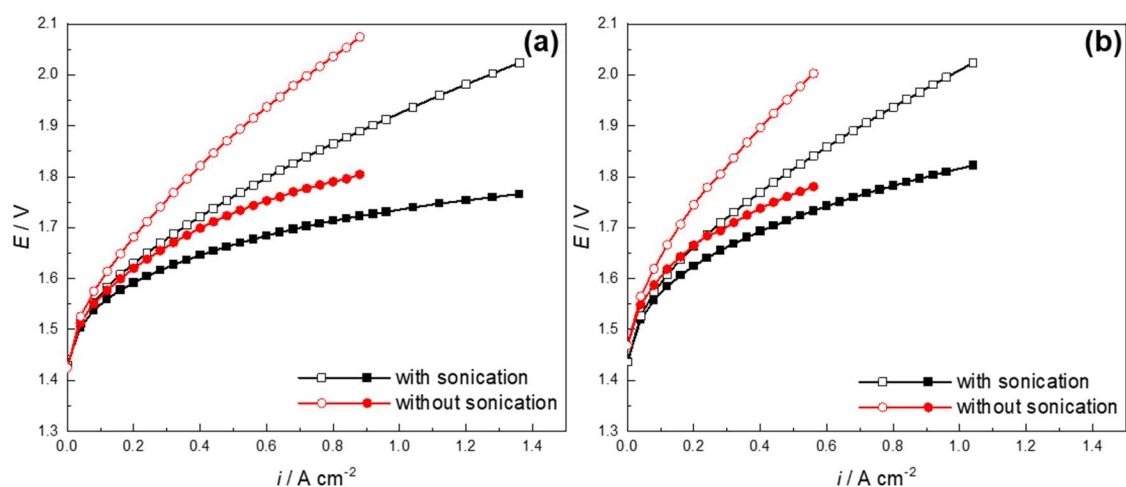 (a)
2.1
2.0
1.9
1.8
1.7
1.6
1.5
1.4
1.3
E / V
with sonication
without sonication
0.0 0.2 0.4 0.6 0.8 1.0 1.2 1.4
i / A cm⁻²
(b)
2.1
2.0
1.9
1.8
1.7
1.6
1.5
1.4
1.3
E / V
with sonication
without sonication
0.0 0.2 0.4 0.6 0.8 1.0 1.2 1.4
i / A cm⁻²